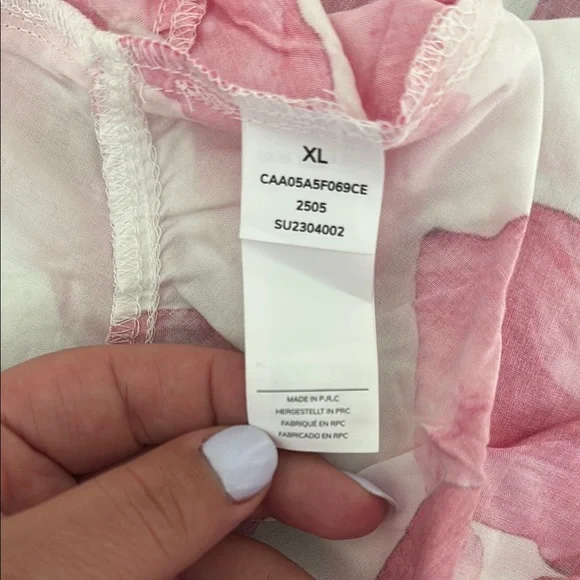 XL
CAA05A5F069CE
2505
SU2304002
MADE IN P.R.C
HERGESTELLT IN PRC
FABRIQUÉ EN RPC
FABRICADO EN RPC